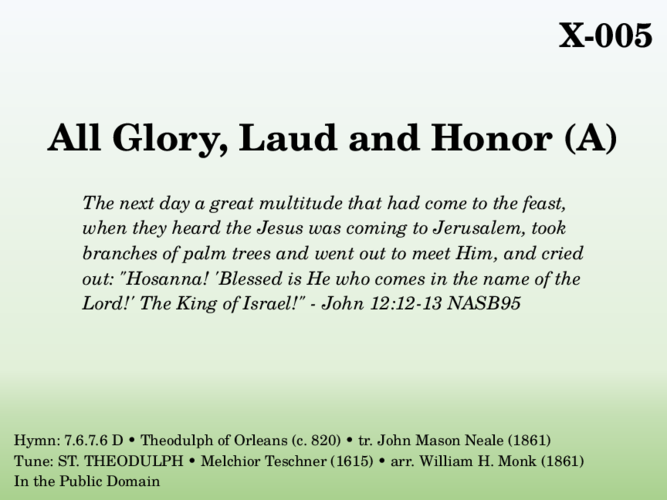 X-005
All Glory, Laud and Honor (A)
The next day a great multitude that had come to the feast,
when they heard the Jesus was coming to Jerusalem, took
branches of palm trees and went out to meet Him, and cried
out: "Hosanna! 'Blessed is He who comes in the name of the
Lord!' The King of Israel!" - John 12:12-13 NASB95
Hymn: 7.6.7.6 D • Theodulph of Orleans (c. 820) • tr. John Mason Neale (1861)
Tune: ST. THEODULPH • Melchior Teschner (1615) • arr. William H. Monk (1861)
In the Public Domain